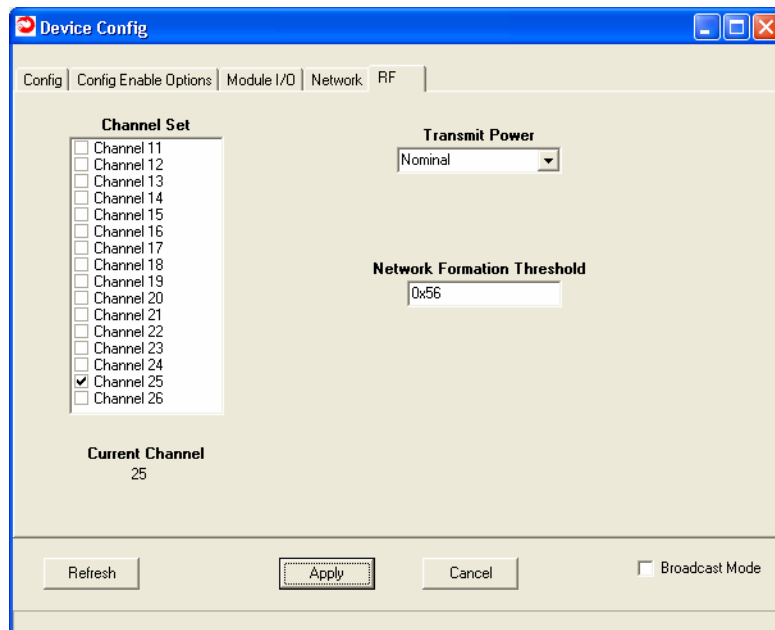 Device Config
Config
Config Enable Options
Module I/O
Network
RF
Channel Set
Channel 11
Channel 12
Channel 13
Channel 14
Channel 15
Channel 16
Channel 17
Channel 18
Channel 19
Channel 20
Channel 21
Channel 22
Channel 23
Channel 24
Channel 25
Channel 26
Current Channel
25
Transmit Power
Nominal
Network Formation Threshold
0x56
Refresh
Apply
Cancel
Broadcast Mode